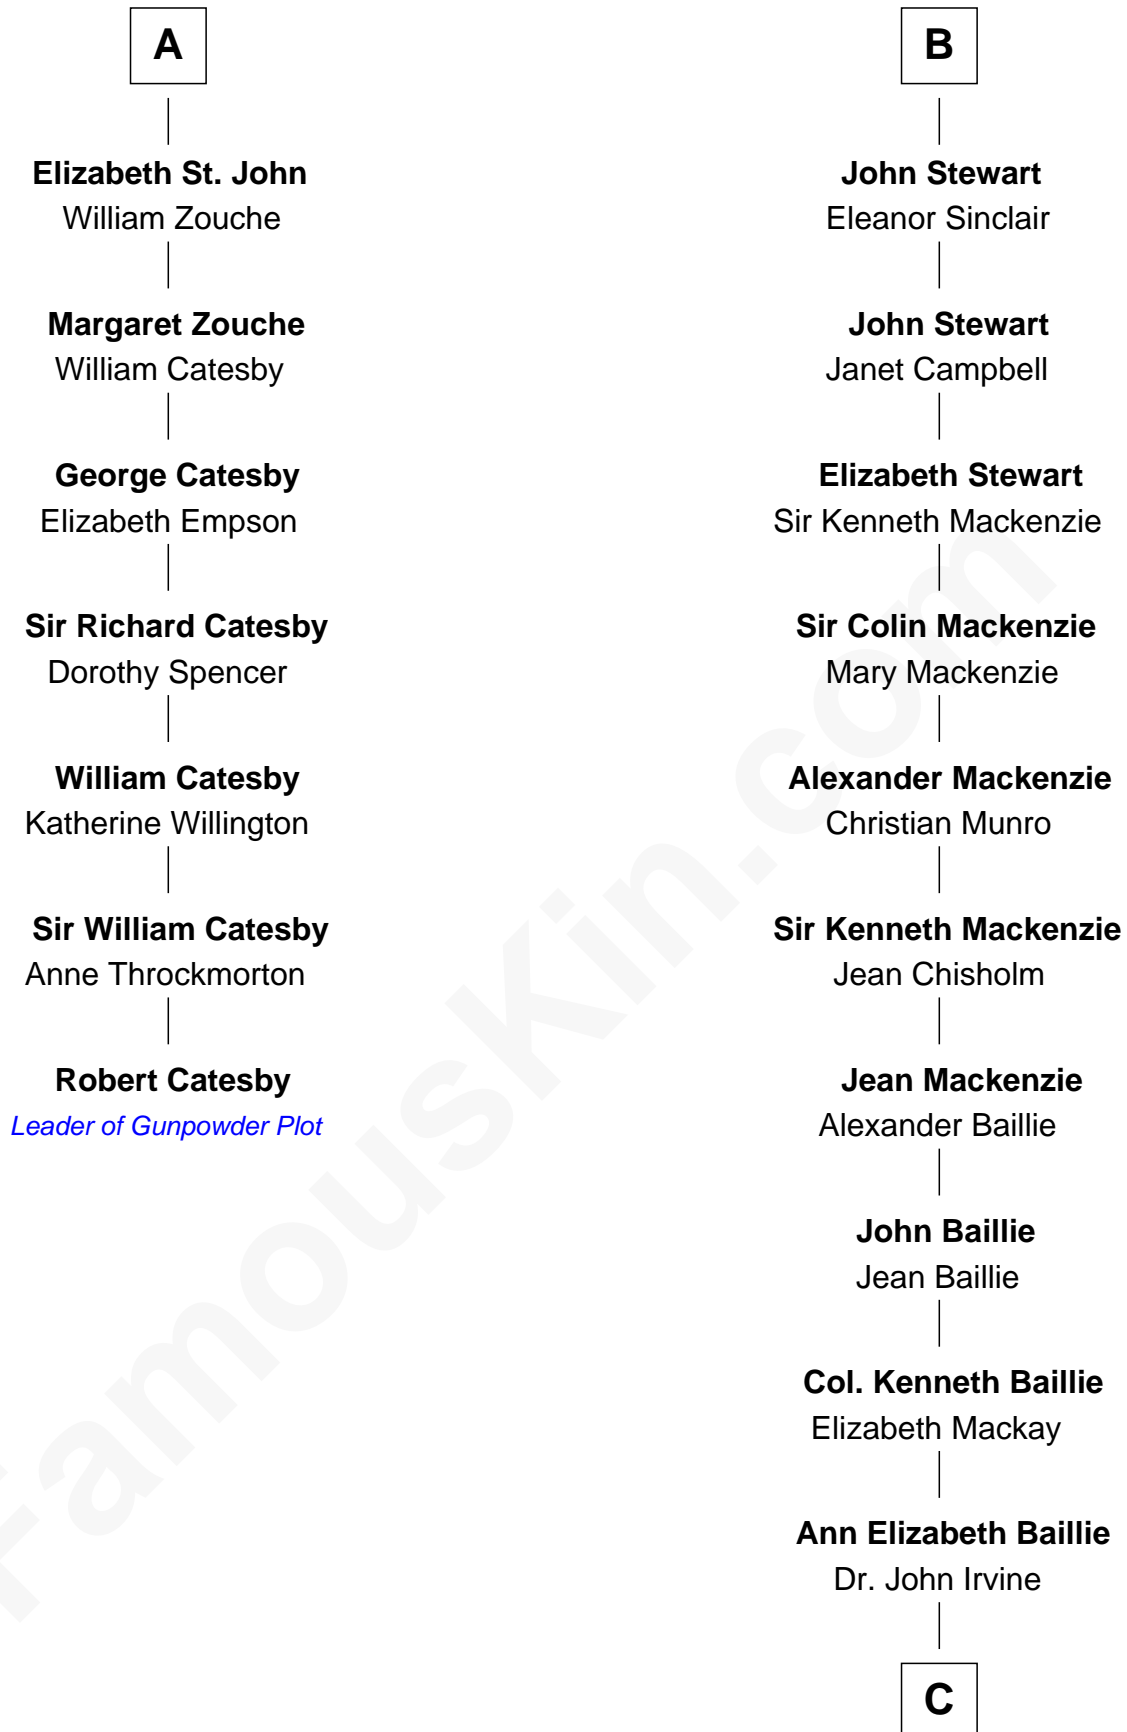 A
Elizabeth St. John
William Zouche
Margaret Zouche
William Catesby
George Catesby
Elizabeth Empson
Sir Richard Catesby
Dorothy Spencer
William Catesby
Katherine Willington
Sir William Catesby
Anne Throckmorton
Robert Catesby
Leader of Gunpowder Plot
B
John Stewart
Eleanor Sinclair
John Stewart
Janet Campbell
Elizabeth Stewart
Sir Kenneth Mackenzie
Sir Colin Mackenzie
Mary Mackenzie
Alexander Mackenzie
Christian Munro
Sir Kenneth Mackenzie
Jean Chisholm
Jean Mackenzie
Alexander Baillie
John Baillie
Jean Baillie
Col. Kenneth Baillie
Elizabeth Mackay
Ann Elizabeth Baillie
Dr. John Irvine
C
FamousKin.com